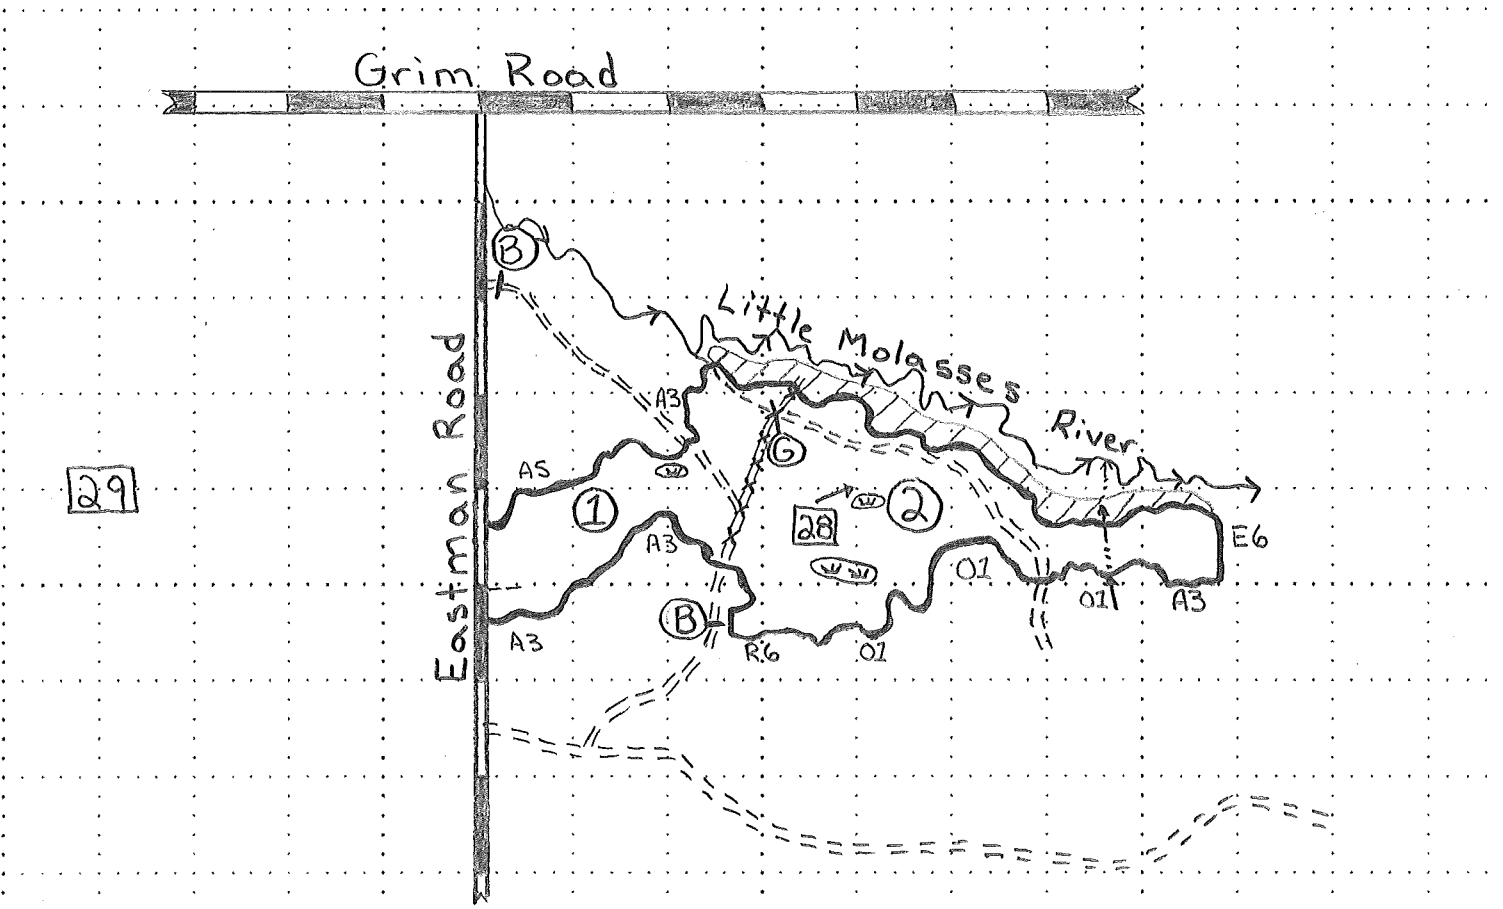 Grim Road
B
Little Molasses River
Eastman Road
A3
G
A5
29
1
2
28
A3
E6
O1
O1
A3
B
A3
R6
O1